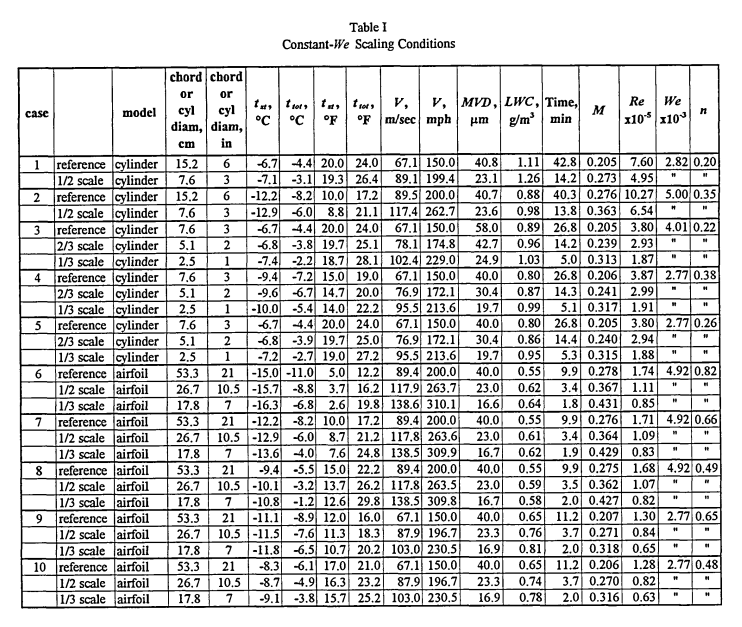 Table I
Constant-We Scaling Conditions
case model chord or cyl diam, cm chord or cyl diam, in t_st, °C t_tot, °C t_st, °F t_tot, °F V, m/sec V, mph MVD, µm LWC, g/m³ Time, min M Re x10⁻⁵ We x10⁻³ n
1 reference cylinder 15.2 6 -6.7 -4.4 20.0 24.0 67.1 150.0 40.8 1.11 42.8 0.205 7.60 2.82 0.20
1/2 scale cylinder 7.6 3 -7.1 -3.1 19.3 26.4 89.1 199.4 23.1 1.26 14.2 0.273 4.95 " "
2 reference cylinder 15.2 6 -12.2 -8.2 10.0 17.2 89.5 200.0 40.7 0.88 40.3 0.276 10.27 5.00 0.35
1/2 scale cylinder 7.6 3 -12.9 -6.0 8.8 21.1 117.4 262.7 23.6 0.98 13.8 0.363 6.54 " "
3 reference cylinder 7.6 3 -6.7 -4.4 20.0 24.0 67.1 150.0 58.0 0.89 26.8 0.205 3.80 4.01 0.22
2/3 scale cylinder 5.1 2 -6.8 -3.8 19.7 25.1 78.1 174.8 42.7 0.96 14.2 0.239 2.93 " "
1/3 scale cylinder 2.5 1 -7.4 -2.2 18.7 28.1 102.4 229.0 24.9 1.03 5.0 0.313 1.87 " "
4 reference cylinder 7.6 3 -9.4 -7.2 15.0 19.0 67.1 150.0 40.0 0.80 26.8 0.206 3.87 2.77 0.38
2/3 scale cylinder 5.1 2 -9.6 -6.7 14.7 20.0 76.9 172.1 30.4 0.87 14.3 0.241 2.99 " "
1/3 scale cylinder 2.5 1 -10.0 -5.4 14.0 22.2 95.5 213.6 19.7 0.99 5.1 0.317 1.91 " "
5 reference cylinder 7.6 3 -6.7 -4.4 20.0 24.0 67.1 150.0 40.0 0.80 26.8 0.205 3.80 2.77 0.26
2/3 scale cylinder 5.1 2 -6.8 -3.9 19.7 25.0 76.9 172.1 30.4 0.86 14.4 0.240 2.94 " "
1/3 scale cylinder 2.5 1 -7.2 -2.7 19.0 27.2 95.5 213.6 19.7 0.95 5.3 0.315 1.88 " "
6 reference airfoil 53.3 21 -15.0 -11.0 5.0 12.2 89.4 200.0 40.0 0.55 9.9 0.278 1.74 4.92 0.82
1/2 scale airfoil 26.7 10.5 -15.7 -8.8 3.7 16.2 117.9 263.7 23.0 0.62 3.4 0.367 1.11 " "
1/3 scale airfoil 17.8 7 -16.3 -6.8 2.6 19.8 138.6 310.1 16.6 0.64 1.8 0.431 0.85 " "
7 reference airfoil 53.3 21 -12.2 -8.2 10.0 17.2 89.4 200.0 40.0 0.55 9.9 0.276 1.71 4.92 0.66
1/2 scale airfoil 26.7 10.5 -12.9 -6.0 8.7 21.2 117.8 263.6 23.0 0.61 3.4 0.364 1.09 " "
1/3 scale airfoil 17.8 7 -13.6 -4.0 7.6 24.8 138.5 309.9 16.7 0.62 1.9 0.429 0.83 " "
8 reference airfoil 53.3 21 -9.4 -5.5 15.0 22.2 89.4 200.0 40.0 0.55 9.9 0.275 1.68 4.92 0.49
1/2 scale airfoil 26.7 10.5 -10.1 -3.2 13.7 26.2 117.8 263.5 23.0 0.59 3.5 0.362 1.07 " "
1/3 scale airfoil 17.8 7 -10.8 -1.2 12.6 29.8 138.5 309.8 16.7 0.58 2.0 0.427 0.82 " "
9 reference airfoil 53.3 21 -11.1 -8.9 12.0 16.0 67.1 150.0 40.0 0.65 11.2 0.207 1.30 2.77 0.65
1/2 scale airfoil 26.7 10.5 -11.5 -7.6 11.3 18.3 87.9 196.7 23.3 0.76 3.7 0.271 0.84 " "
1/3 scale airfoil 17.8 7 -11.8 -6.5 10.7 20.2 103.0 230.5 16.9 0.81 2.0 0.318 0.65 " "
10 reference airfoil 53.3 21 -8.3 -6.1 17.0 21.0 67.1 150.0 40.0 0.65 11.2 0.206 1.28 2.77 0.48
1/2 scale airfoil 26.7 10.5 -8.7 -4.9 16.3 23.2 87.9 196.7 23.3 0.74 3.7 0.270 0.82 " "
1/3 scale airfoil 17.8 7 -9.1 -3.8 15.7 25.2 103.0 230.5 16.9 0.78 2.0 0.316 0.63 " "